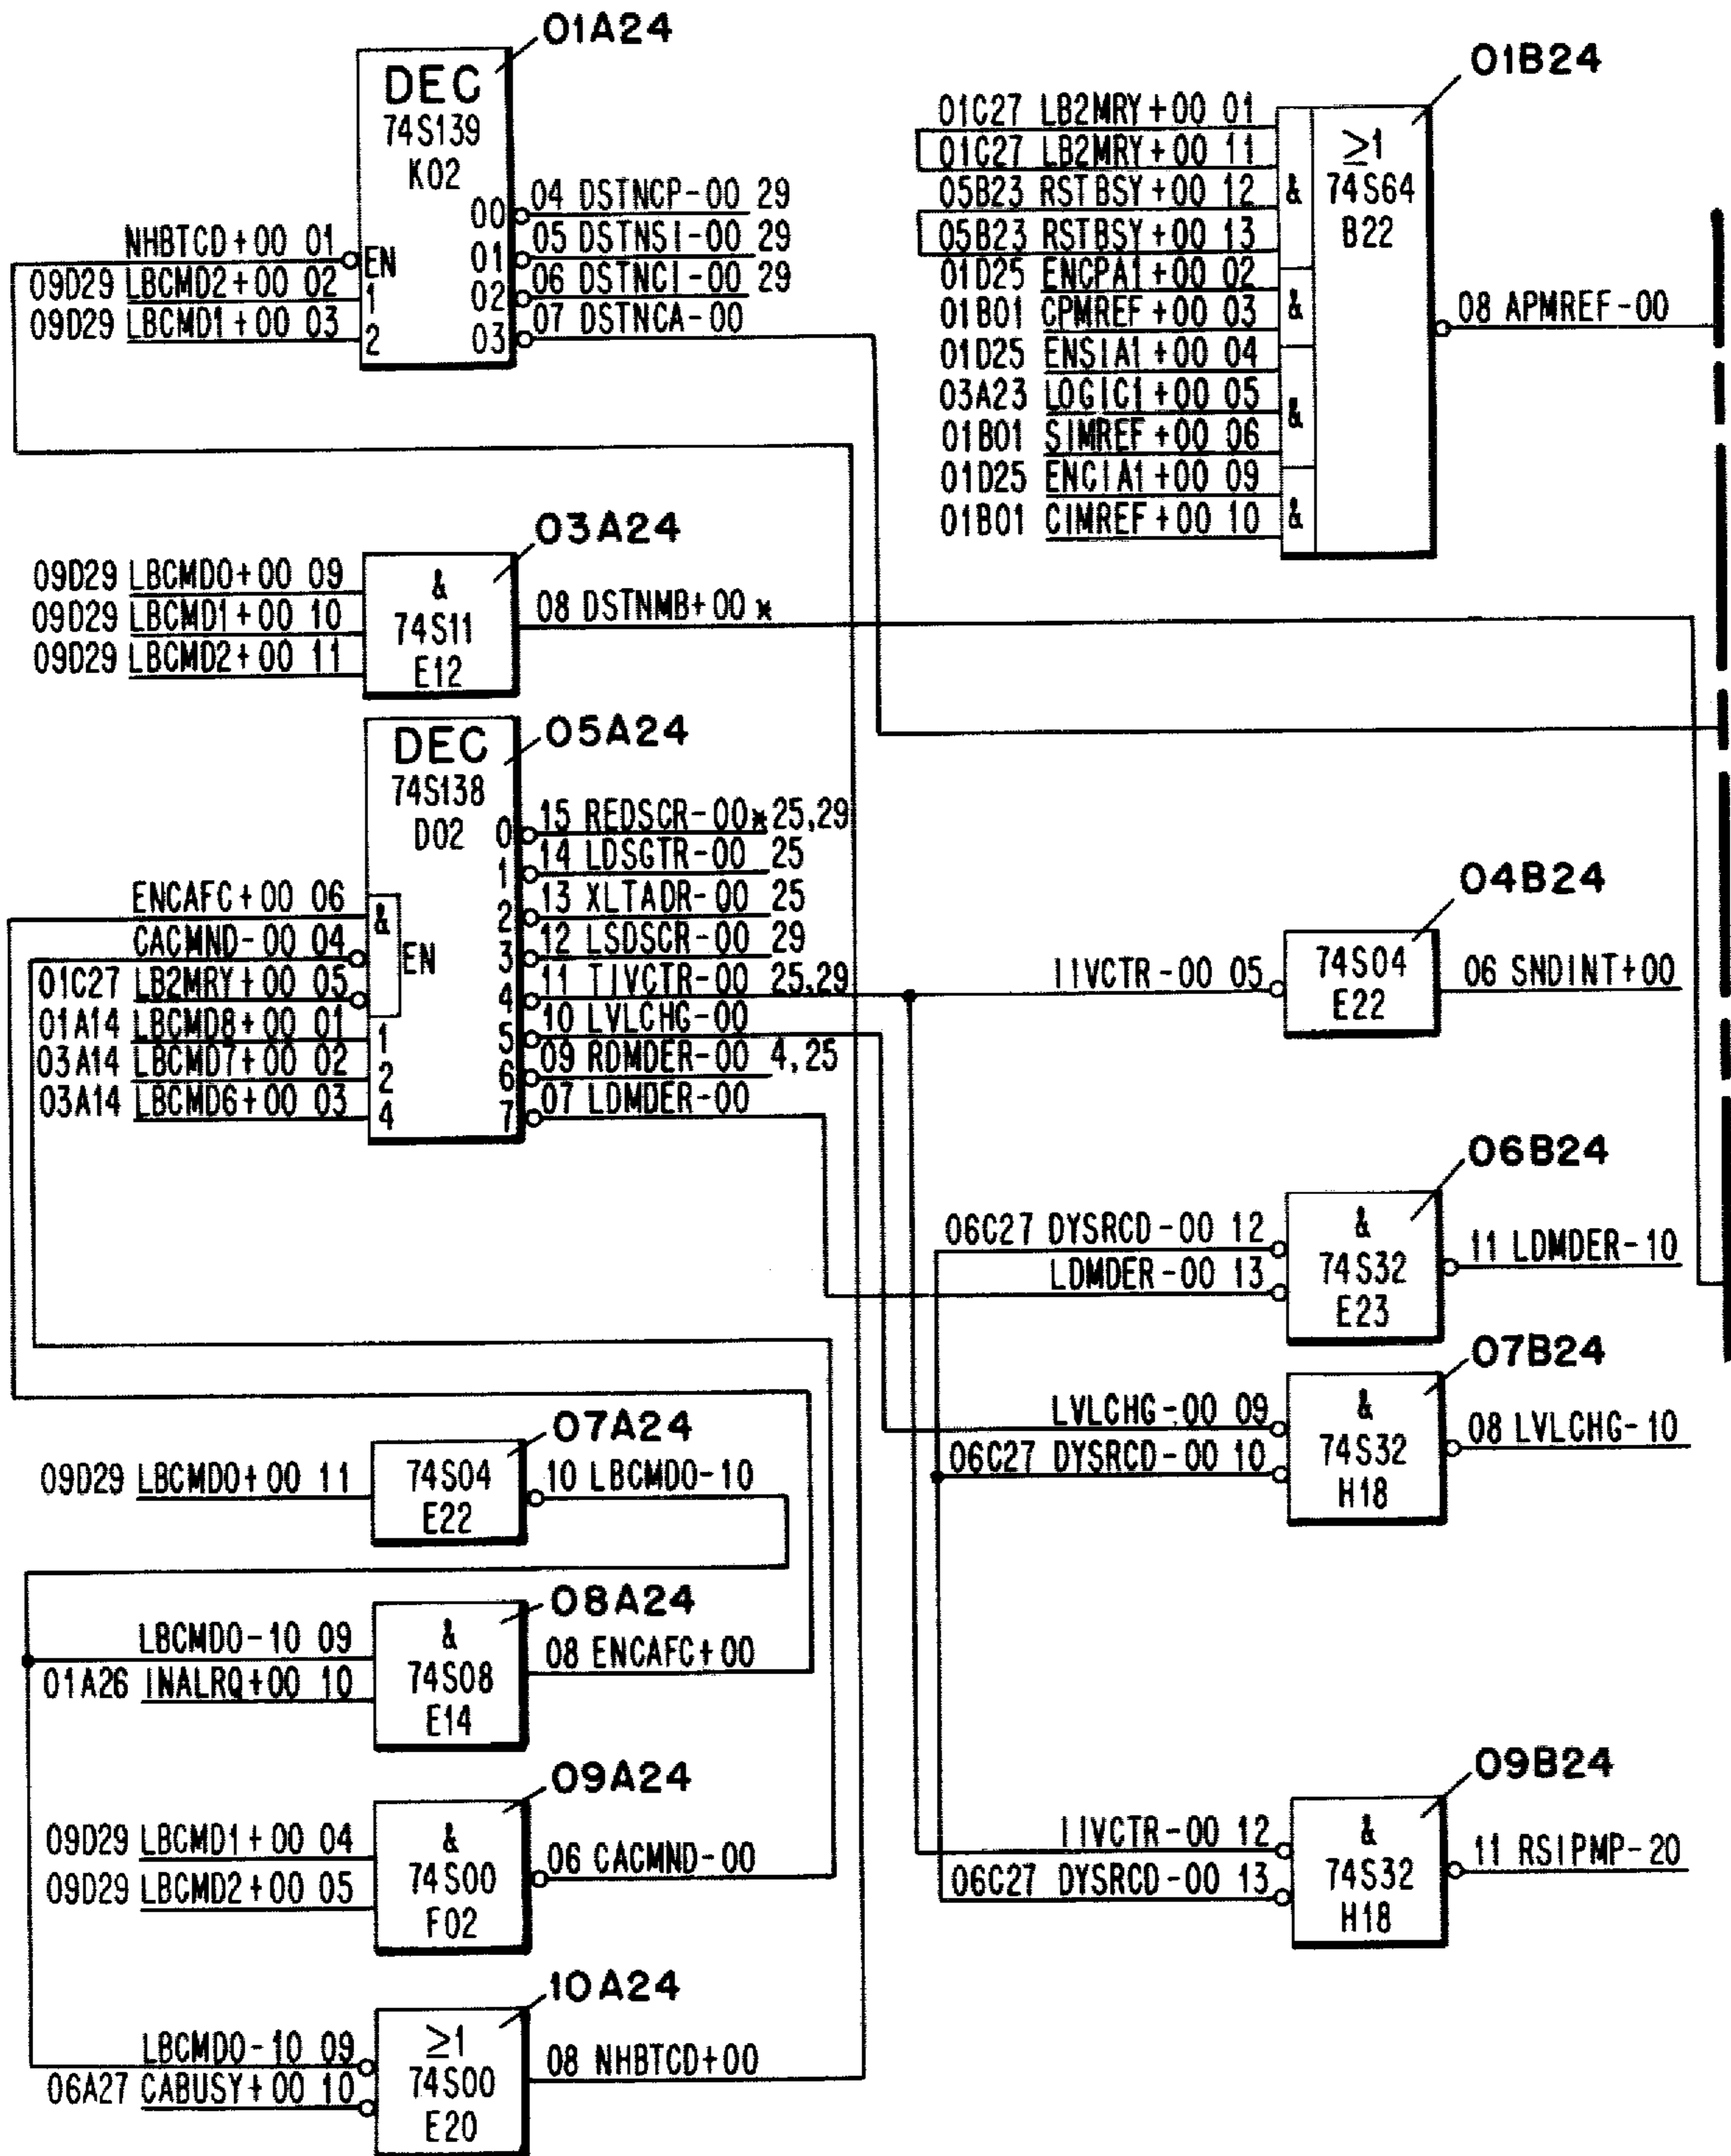 01A24
DEC
74S139
K02
NHBTCD+00 01
09D29 LBCMD2+00 02
09D29 LBCMD1+00 03
EN
1
2
00
01
02
03
04 DSTNCP-00 29
05 DSTNSI-00 29
06 DSTNCI-00 29
07 DSTNCA-00
01B24
01C27 LB2MRY+00 01
01C27 LB2MRY+00 11
05B23 RSTBSY+00 12
05B23 RSTBSY+00 13
01D25 ENCPA1+00 02
01B01 CPMREF+00 03
01D25 ENSIA1+00 04
03A23 LOGIC1+00 05
01B01 SIMREF+00 06
01D25 ENCIA1+00 09
01B01 CIMREF+00 10
&
&
&
&
≥1
74S64
B22
08 APMREF-00
03A24
09D29 LBCMD0+00 09
09D29 LBCMD1+00 10
09D29 LBCMD2+00 11
&
74S11
E12
08 DSTNMB+00 *
05A24
DEC
74S138
D02
ENCAFC+00 06
CACMND-00 04
01C27 LB2MRY+00 05
01A14 LBCMD8+00 01
03A14 LBCMD7+00 02
03A14 LBCMD6+00 03
&
EN
1
2
4
0
1
2
3
4
5
6
7
15 REDSCR-00* 25,29
14 LDSGTR-00 25
13 XLTADR-00 25
12 LSDSCR-00 29
11 TIVCTR-00 25,29
10 LVLCHG-00
09 RDMDER-00 4,25
07 LDMDER-00
04B24
IIVCTR-00 05
74S04
E22
06 SNDINT+00
06B24
06C27 DYSRCD-00 12
LDMDER-00 13
&
74S32
E23
11 LDMDER-10
07B24
LVLCHG-00 09
06C27 DYSRCD-00 10
&
74S32
H18
08 LVLCHG-10
07A24
09D29 LBCMD0+00 11
74S04
E22
10 LBCMD0-10
08A24
LBCMD0-10 09
01A26 INALRQ+00 10
&
74S08
E14
08 ENCAFC+00
09A24
09D29 LBCMD1+00 04
09D29 LBCMD2+00 05
&
74S00
F02
06 CACMND-00
09B24
IIVCTR-00 12
06C27 DYSRCD-00 13
&
74S32
H18
11 RSIPMP-20
10A24
LBCMD0-10 09
06A27 CABUSY+00 10
≥1
74S00
E20
08 NHBTCD+00